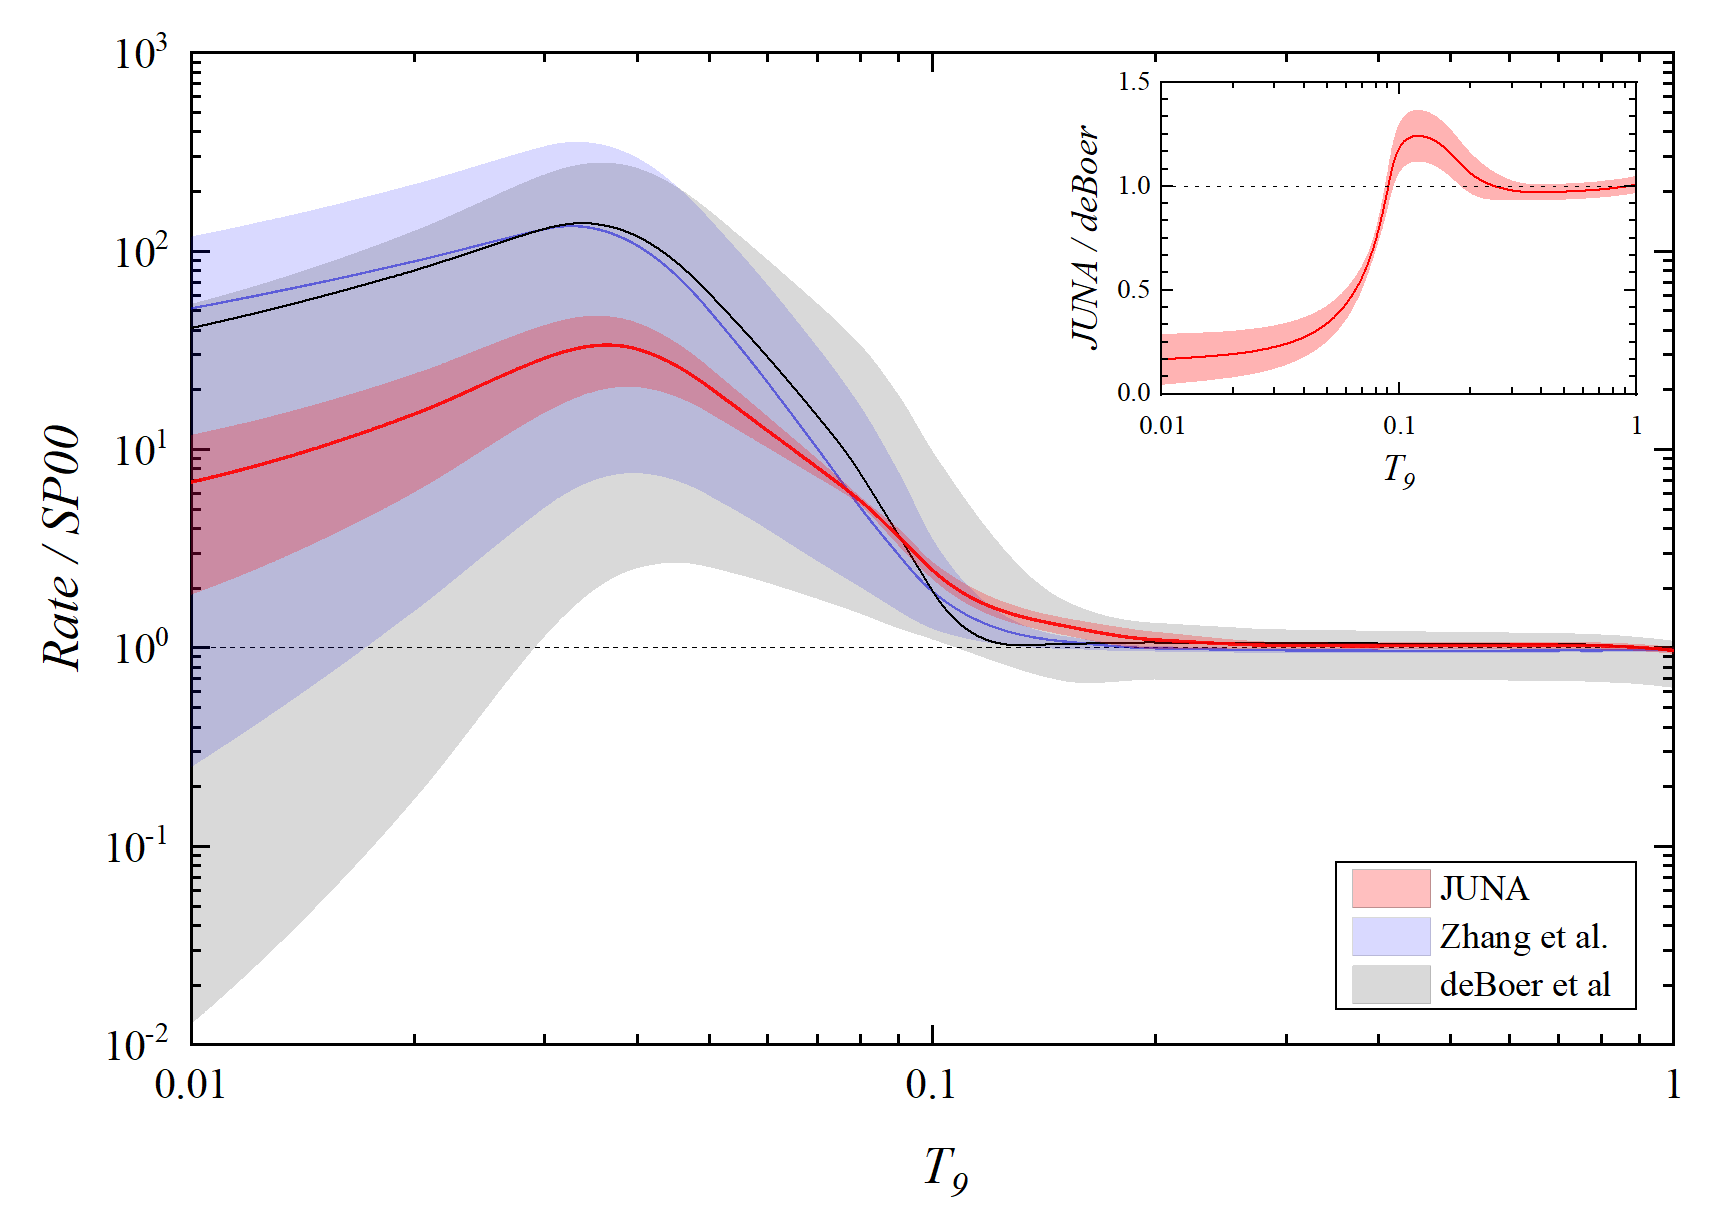 10^3
10^2
10^1
10^0
10^-1
10^-2
Rate / SP00
0.01
0.1
1
T_9
1.5
1.0
0.5
0.0
JUNA / deBoer
0.01
0.1
1
T_9
JUNA
Zhang et al.
deBoer et al